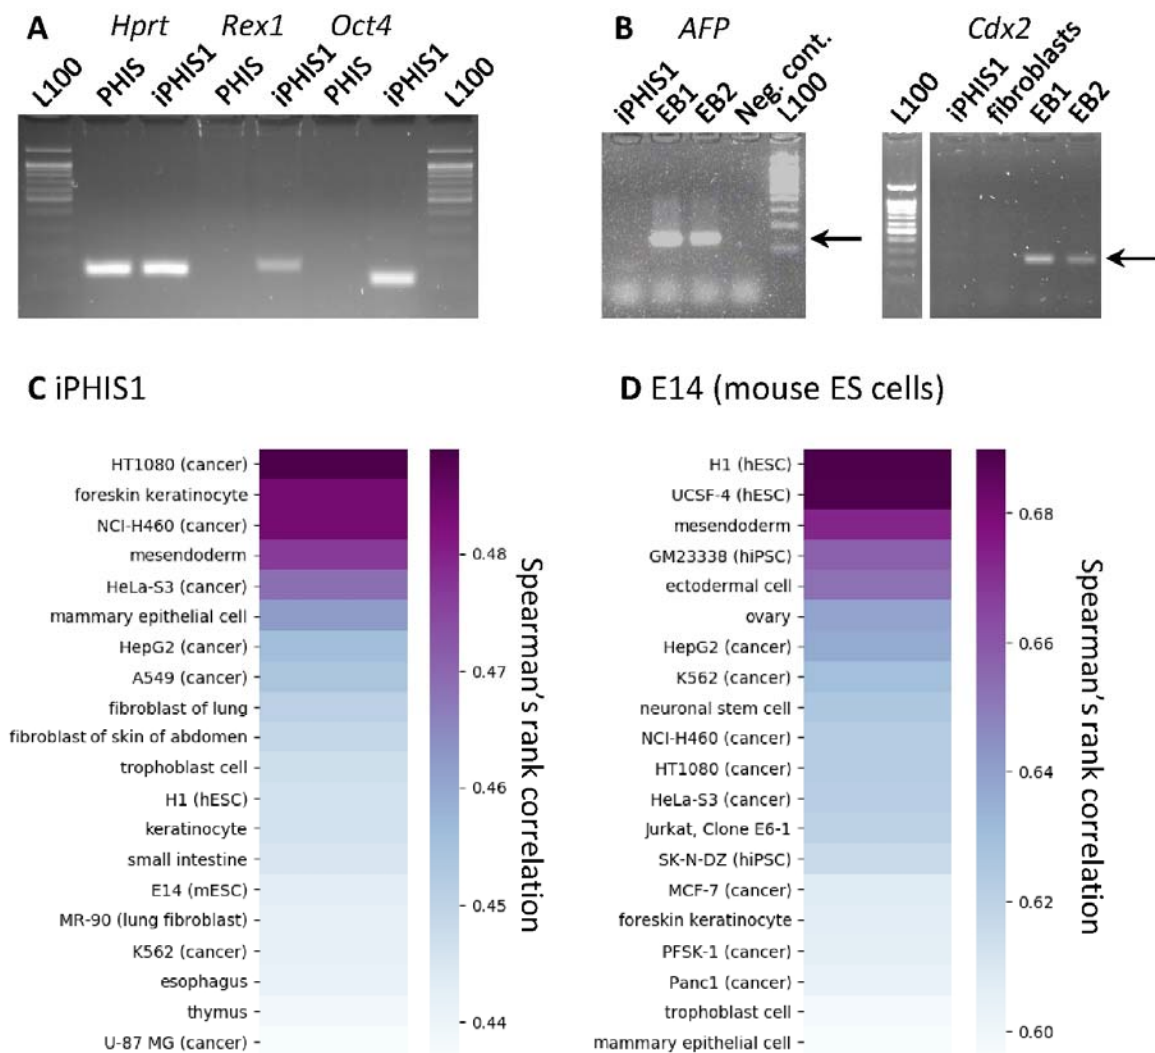 A
Hprt Rex1 Oct4
L100
PHIS
iPHIS1
PHIS
iPHIS1
PHIS
iPHIS1
L100
B
AFP
iPHIS1
EB1
EB2
Neg. cont.
L100
Cdx2
L100
iPHIS1
fibroblasts
EB1
EB2
C iPHIS1
HT1080 (cancer)
foreskin keratinocyte
NCI-H460 (cancer)
mesendoderm
HeLa-S3 (cancer)
mammary epithelial cell
HepG2 (cancer)
A549 (cancer)
fibroblast of lung
fibroblast of skin of abdomen
trophoblast cell
H1 (hESC)
keratinocyte
small intestine
E14 (mESC)
MR-90 (lung fibroblast)
K562 (cancer)
esophagus
thymus
U-87 MG (cancer)
0.48
0.47
0.46
0.45
0.44
Spearman's rank correlation
D E14 (mouse ES cells)
H1 (hESC)
UCSF-4 (hESC)
mesendoderm
GM23338 (hiPSC)
ectodermal cell
ovary
HepG2 (cancer)
K562 (cancer)
neuronal stem cell
NCI-H460 (cancer)
HT1080 (cancer)
HeLa-S3 (cancer)
Jurkat, Clone E6-1
SK-N-DZ (hiPSC)
MCF-7 (cancer)
foreskin keratinocyte
PFSK-1 (cancer)
Panc1 (cancer)
trophoblast cell
mammary epithelial cell
0.68
0.66
0.64
0.62
0.60
Spearman's rank correlation